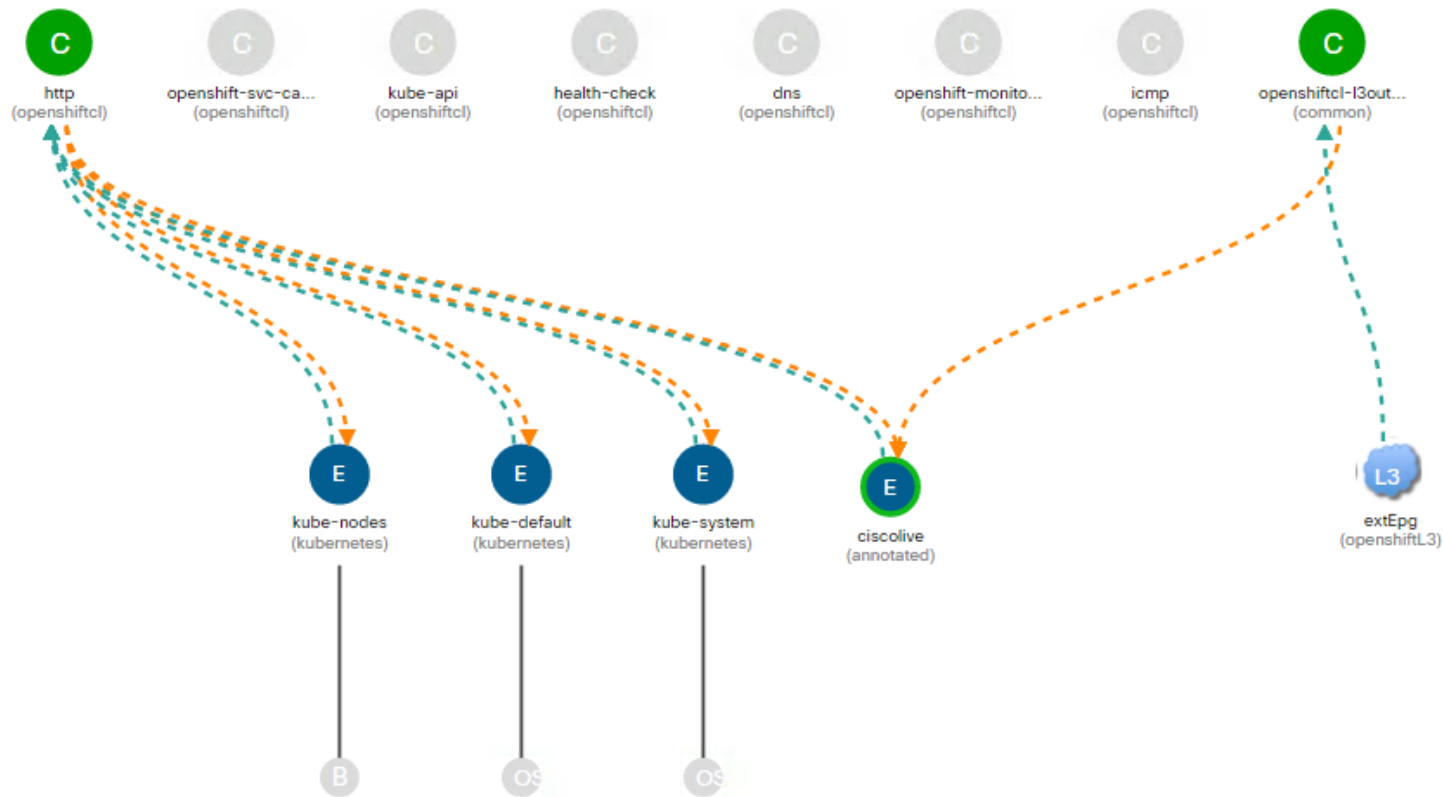 C C C C C C C C
http openshift-svc-ca... kube-api health-check dns openshift-monito... icmp openshiftcl-l3out...
(openshiftcl) (openshiftcl) (openshiftcl) (openshiftcl) (openshiftcl) (openshiftcl) (openshiftcl) (common)
E E E E L3
kube-nodes kube-default kube-system ciscolive extEpg
(kubernetes) (kubernetes) (kubernetes) (annotated) (openshiftL3)
B OS OS